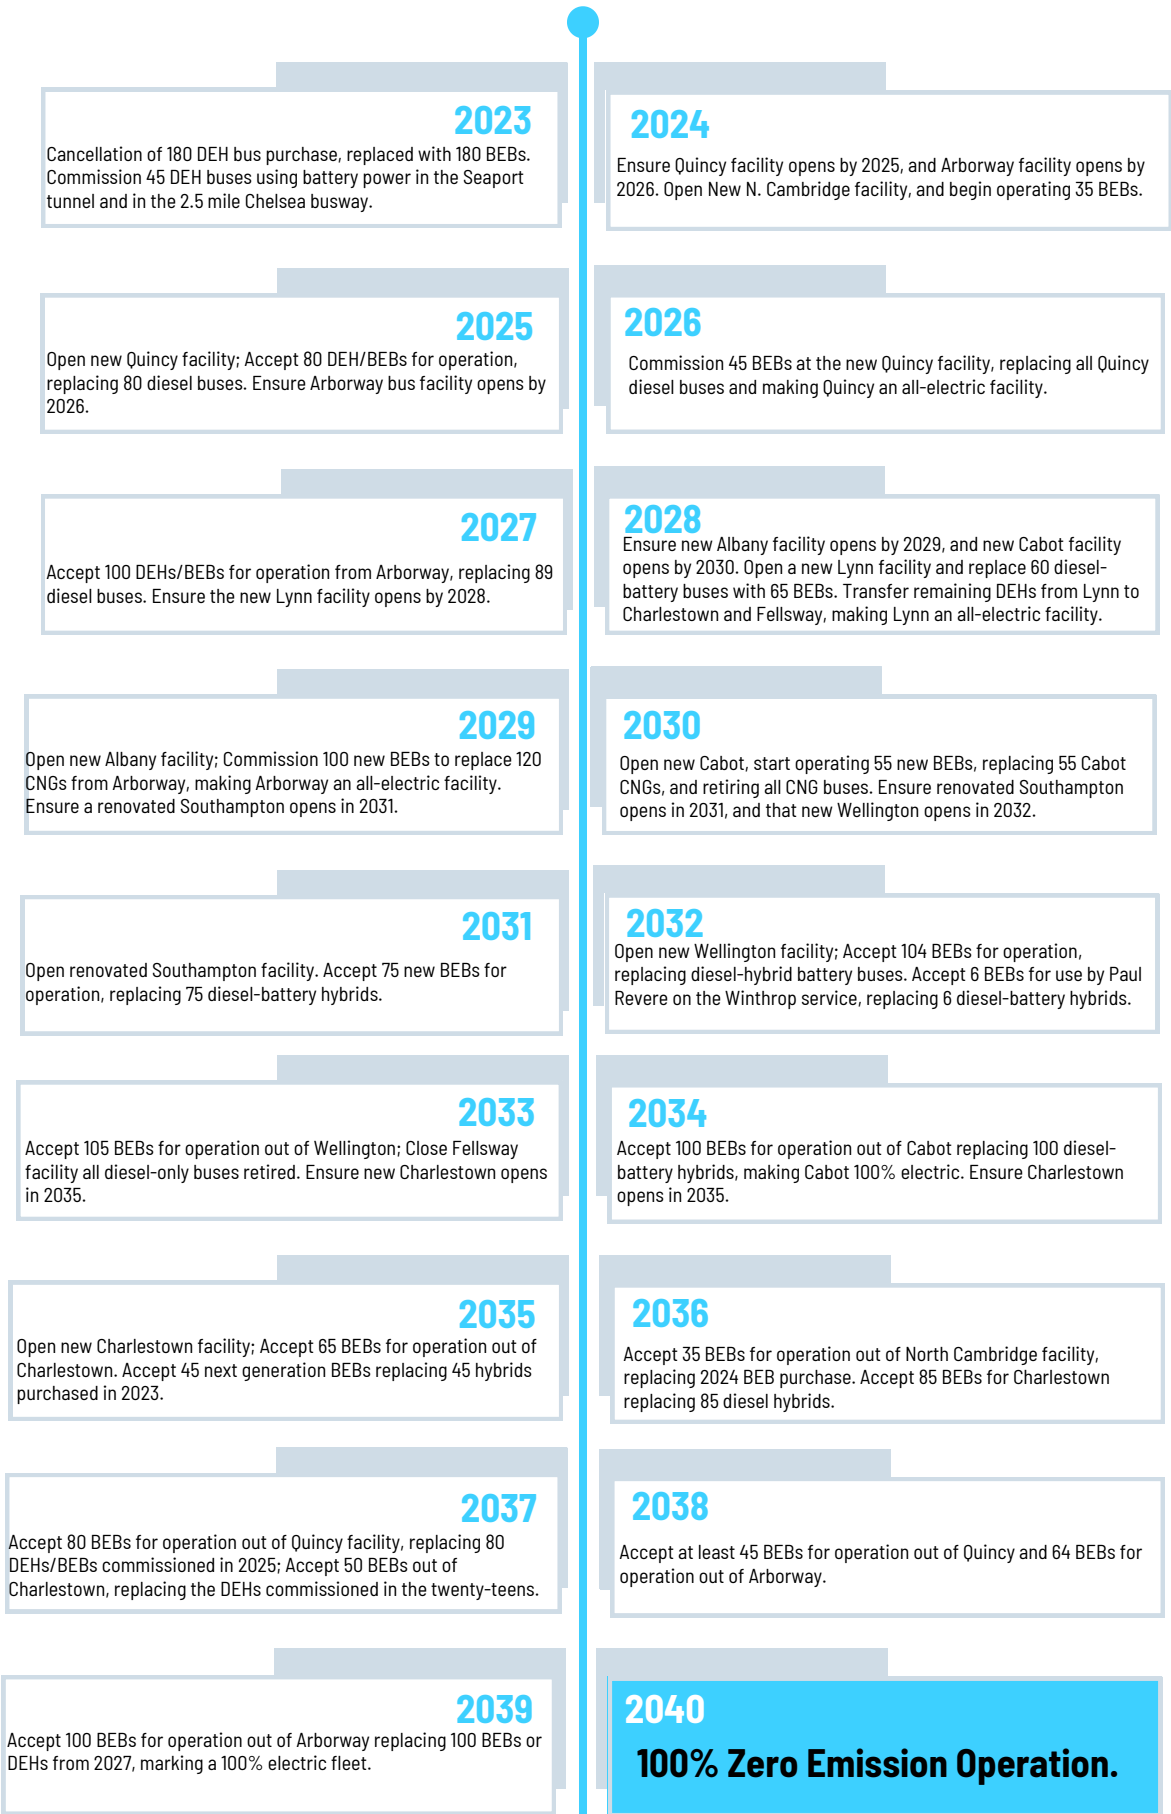 2023
Cancellation of 180 DEH bus purchase, replaced with 180 BEBs.
Commission 45 DEH buses using battery power in the Seaport
tunnel and in the 2.5 mile Chelsea busway.
2024
Ensure Quincy facility opens by 2025, and Arborway facility opens by
2026. Open New N. Cambridge facility, and begin operating 35 BEBs.
2025
Open new Quincy facility; Accept 80 DEH/BEBs for operation,
replacing 80 diesel buses. Ensure Arborway bus facility opens by
2026.
2026
Commission 45 BEBs at the new Quincy facility, replacing all Quincy
diesel buses and making Quincy an all-electric facility.
2027
Accept 100 DEHs/BEBs for operation from Arborway, replacing 89
diesel buses. Ensure the new Lynn facility opens by 2028.
2028
Ensure new Albany facility opens by 2029, and new Cabot facility
opens by 2030. Open a new Lynn facility and replace 60 diesel-
battery buses with 65 BEBs. Transfer remaining DEHs from Lynn to
Charlestown and Fellsway, making Lynn an all-electric facility.
2029
Open new Albany facility; Commission 100 new BEBs to replace 120
CNGs from Arborway, making Arborway an all-electric facility.
Ensure a renovated Southampton opens in 2031.
2030
Open new Cabot, start operating 55 new BEBs, replacing 55 Cabot
CNGs, and retiring all CNG buses. Ensure renovated Southampton
opens in 2031, and that new Wellington opens in 2032.
2031
Open renovated Southampton facility. Accept 75 new BEBs for
operation, replacing 75 diesel-battery hybrids.
2032
Open new Wellington facility; Accept 104 BEBs for operation,
replacing diesel-hybrid battery buses. Accept 6 BEBs for use by Paul
Revere on the Winthrop service, replacing 6 diesel-battery hybrids.
2033
Accept 105 BEBs for operation out of Wellington; Close Fellsway
facility all diesel-only buses retired. Ensure new Charlestown opens
in 2035.
2034
Accept 100 BEBs for operation out of Cabot replacing 100 diesel-
battery hybrids, making Cabot 100% electric. Ensure Charlestown
opens in 2035.
2035
Open new Charlestown facility; Accept 65 BEBs for operation out of
Charlestown. Accept 45 next generation BEBs replacing 45 hybrids
purchased in 2023.
2036
Accept 35 BEBs for operation out of North Cambridge facility,
replacing 2024 BEB purchase. Accept 85 BEBs for Charlestown
replacing 85 diesel hybrids.
2037
Accept 80 BEBs for operation out of Quincy facility, replacing 80
DEHs/BEBs commissioned in 2025; Accept 50 BEBs out of
Charlestown, replacing the DEHs commissioned in the twenty-teens.
2038
Accept at least 45 BEBs for operation out of Quincy and 64 BEBs for
operation out of Arborway.
2039
Accept 100 BEBs for operation out of Arborway replacing 100 BEBs or
DEHs from 2027, marking a 100% electric fleet.
2040
100% Zero Emission Operation.